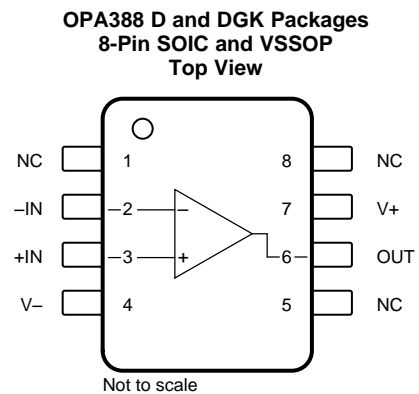 OPA388 D and DGK Packages
8-Pin SOIC and VSSOP
Top View
NC 1 8 NC
–IN 2 – 7 V+
+IN 3 + 6 OUT
V– 4 5 NC
Not to scale